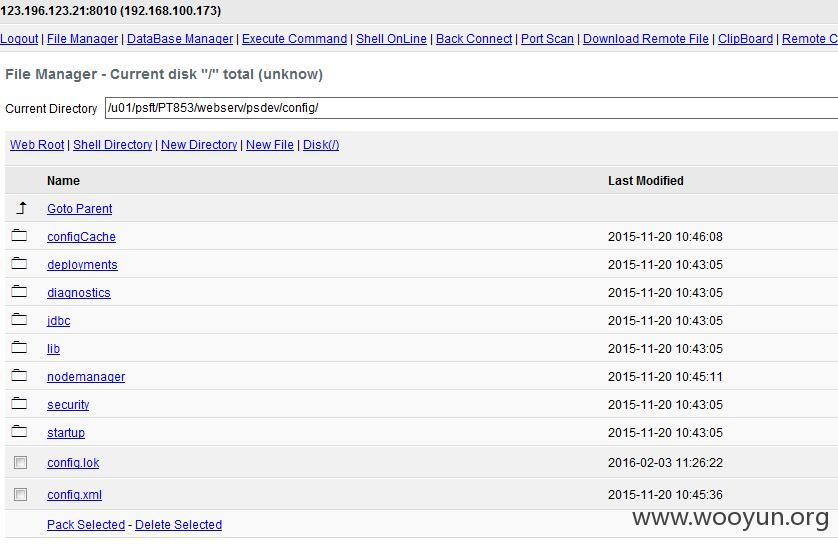 123.196.123.21:8010 (192.168.100.173)
Logout | File Manager | DataBase Manager | Execute Command | Shell OnLine | Back Connect | Port Scan | Download Remote File | ClipBoard | Remote C
File Manager - Current disk "/" total (unknow)
Current Directory /u01/psft/PT853/webserv/psdev/config/
Web Root | Shell Directory | New Directory | New File | Disk(/)
Name Last Modified
Goto Parent
configCache 2015-11-20 10:46:08
deployments 2015-11-20 10:43:05
diagnostics 2015-11-20 10:43:05
jdbc 2015-11-20 10:43:05
lib 2015-11-20 10:43:05
nodemanager 2015-11-20 10:45:11
security 2015-11-20 10:43:05
startup 2015-11-20 10:43:05
config.lok 2016-02-03 11:26:22
config.xml 2015-11-20 10:45:36
Pack Selected - Delete Selected
www.wooyun.org